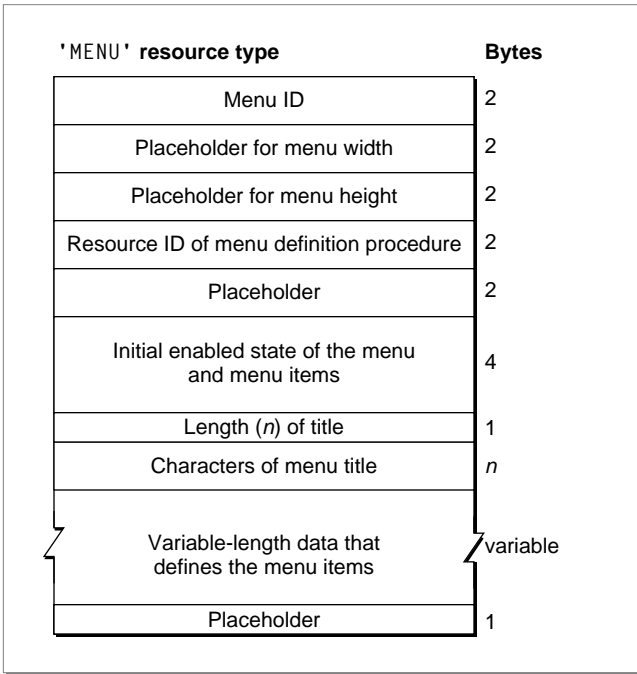 'MENU' resource type Bytes
Menu ID 2
Placeholder for menu width 2
Placeholder for menu height 2
Resource ID of menu definition procedure 2
Placeholder 2
Initial enabled state of the menu
and menu items 4
Length (n) of title 1
Characters of menu title n
Variable-length data that
defines the menu items variable
Placeholder 1